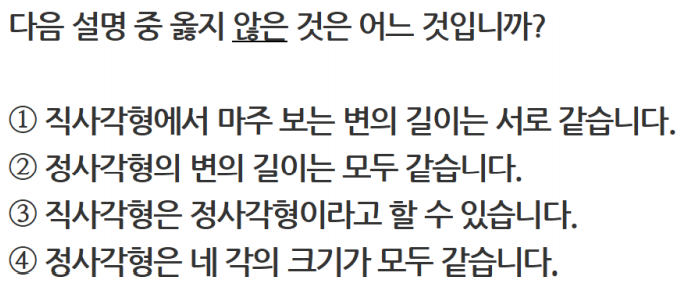 다음 설명 중 옳지 않은 것은 어느 것입니까?
① 직사각형에서 마주 보는 변의 길이는 서로 같습니다.
② 정사각형의 변의 길이는 모두 같습니다.
③ 직사각형은 정사각형이라고 할 수 있습니다.
④ 정사각형은 네 각의 크기가 모두 같습니다.